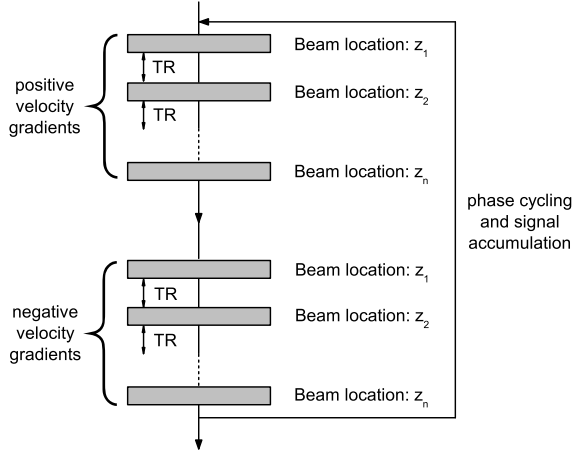 Beam location: z1
TR
positive
velocity
gradients
Beam location: z2
TR
Beam location: zn
phase cycling
and signal
accumulation
Beam location: z1
TR
negative
velocity
gradients
Beam location: z2
TR
Beam location: zn